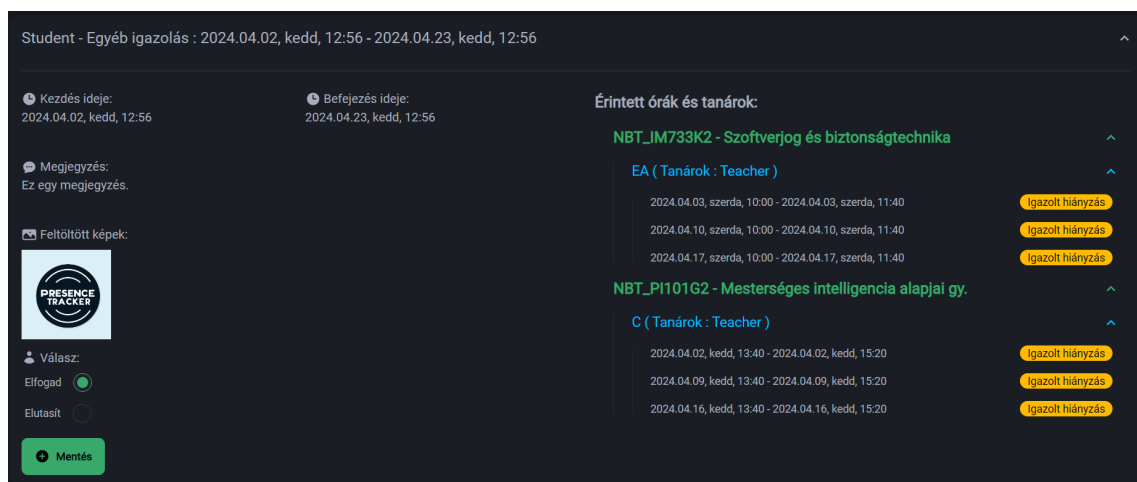 Student - Egyéb igazolás : 2024.04.02, kedd, 12:56 - 2024.04.23, kedd, 12:56
Kezdés ideje:
2024.04.02, kedd, 12:56
Befejezés ideje:
2024.04.23, kedd, 12:56
Megjegyzés:
Ez egy megjegyzés.
Feltöltött képek:
PRESENCE
TRACKER
Válasz:
Elfogad
Elutasít
Mentés
Érintett órák és tanárok:
NBT_IM733K2 - Szoftverjog és biztonságtechnika
EA ( Tanárok : Teacher )
2024.04.03, szerda, 10:00 - 2024.04.03, szerda, 11:40 Igazolt hiányzás
2024.04.10, szerda, 10:00 - 2024.04.10, szerda, 11:40 Igazolt hiányzás
2024.04.17, szerda, 10:00 - 2024.04.17, szerda, 11:40 Igazolt hiányzás
NBT_PI101G2 - Mesterséges intelligencia alapjai gy.
C ( Tanárok : Teacher )
2024.04.02, kedd, 13:40 - 2024.04.02, kedd, 15:20 Igazolt hiányzás
2024.04.09, kedd, 13:40 - 2024.04.09, kedd, 15:20 Igazolt hiányzás
2024.04.16, kedd, 13:40 - 2024.04.16, kedd, 15:20 Igazolt hiányzás